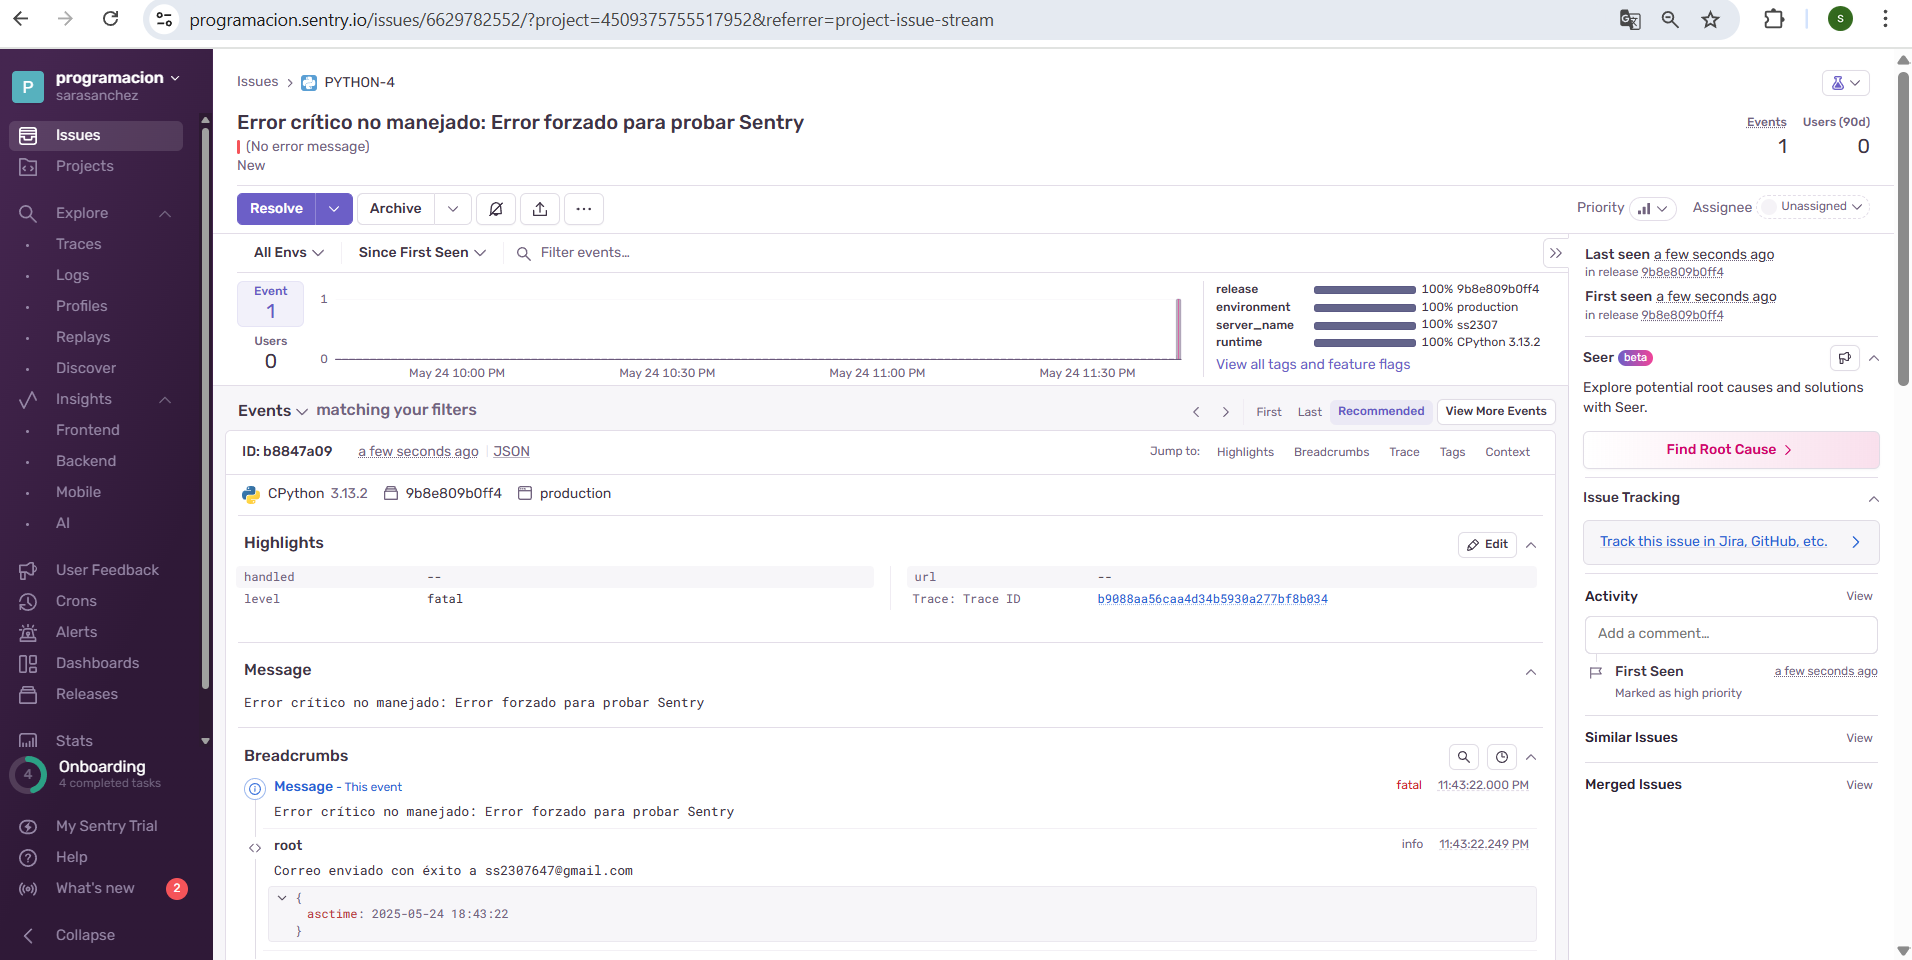 programacion.sentry.io/issues/6629782552/?project=4509375755517952&referrer=project-issue-stream
S
P
programacion
sarasanchez
Issues
Projects
Explore
Traces
Logs
Profiles
Replays
Discover
Insights
Frontend
Backend
Mobile
AI
User Feedback
Crons
Alerts
Dashboards
Releases
Stats
4
Onboarding
4 completed tasks
My Sentry Trial
Help
What's new 2
Collapse
Issues > PYTHON-4
Error crítico no manejado: Error forzado para probar Sentry
(No error message)
New
Events Users (90d)
1 0
Resolve Archive
Priority Assignee Unassigned
All Envs Since First Seen Filter events...
Event
1
Users
0
1
0
May 24 10:00 PM May 24 10:30 PM May 24 11:00 PM May 24 11:30 PM
release 100% 9b8e809b0ff4
environment 100% production
server_name 100% ss2307
runtime 100% CPython 3.13.2
View all tags and feature flags
Events matching your filters
First Last Recommended View More Events
ID: b8847a09 a few seconds ago JSON
Jump to: Highlights Breadcrumbs Trace Tags Context
CPython 3.13.2 9b8e809b0ff4 production
Highlights
Edit
handled --
level fatal
url --
Trace: Trace ID b9088aa56caa4d34b5930a277bf8b034
Message
Error crítico no manejado: Error forzado para probar Sentry
Breadcrumbs
Message - This event fatal 11:43:22.000 PM
Error crítico no manejado: Error forzado para probar Sentry
root info 11:43:22.249 PM
Correo enviado con éxito a ss2307647@gmail.com
{
asctime: 2025-05-24 18:43:22
}
Last seen a few seconds ago
in release 9b8e809b0ff4
First seen a few seconds ago
in release 9b8e809b0ff4
Seer beta
Explore potential root causes and solutions
with Seer.
Find Root Cause >
Issue Tracking
Track this issue in Jira, GitHub, etc.
Activity View
Add a comment...
First Seen a few seconds ago
Marked as high priority
Similar Issues View
Merged Issues View